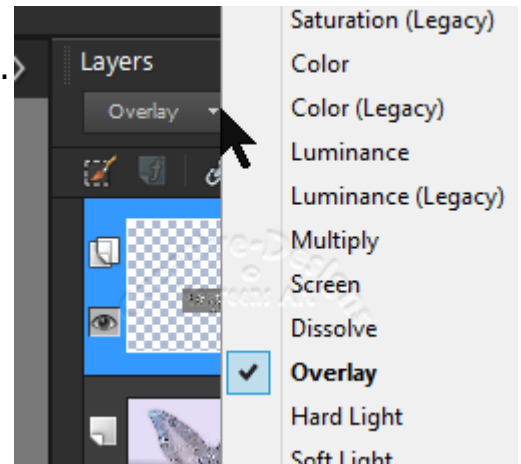 Layers
Overlay
Saturation (Legacy)
Color
Color (Legacy)
Luminance
Luminance (Legacy)
Multiply
Screen
Dissolve
Overlay
Hard Light
Soft Light